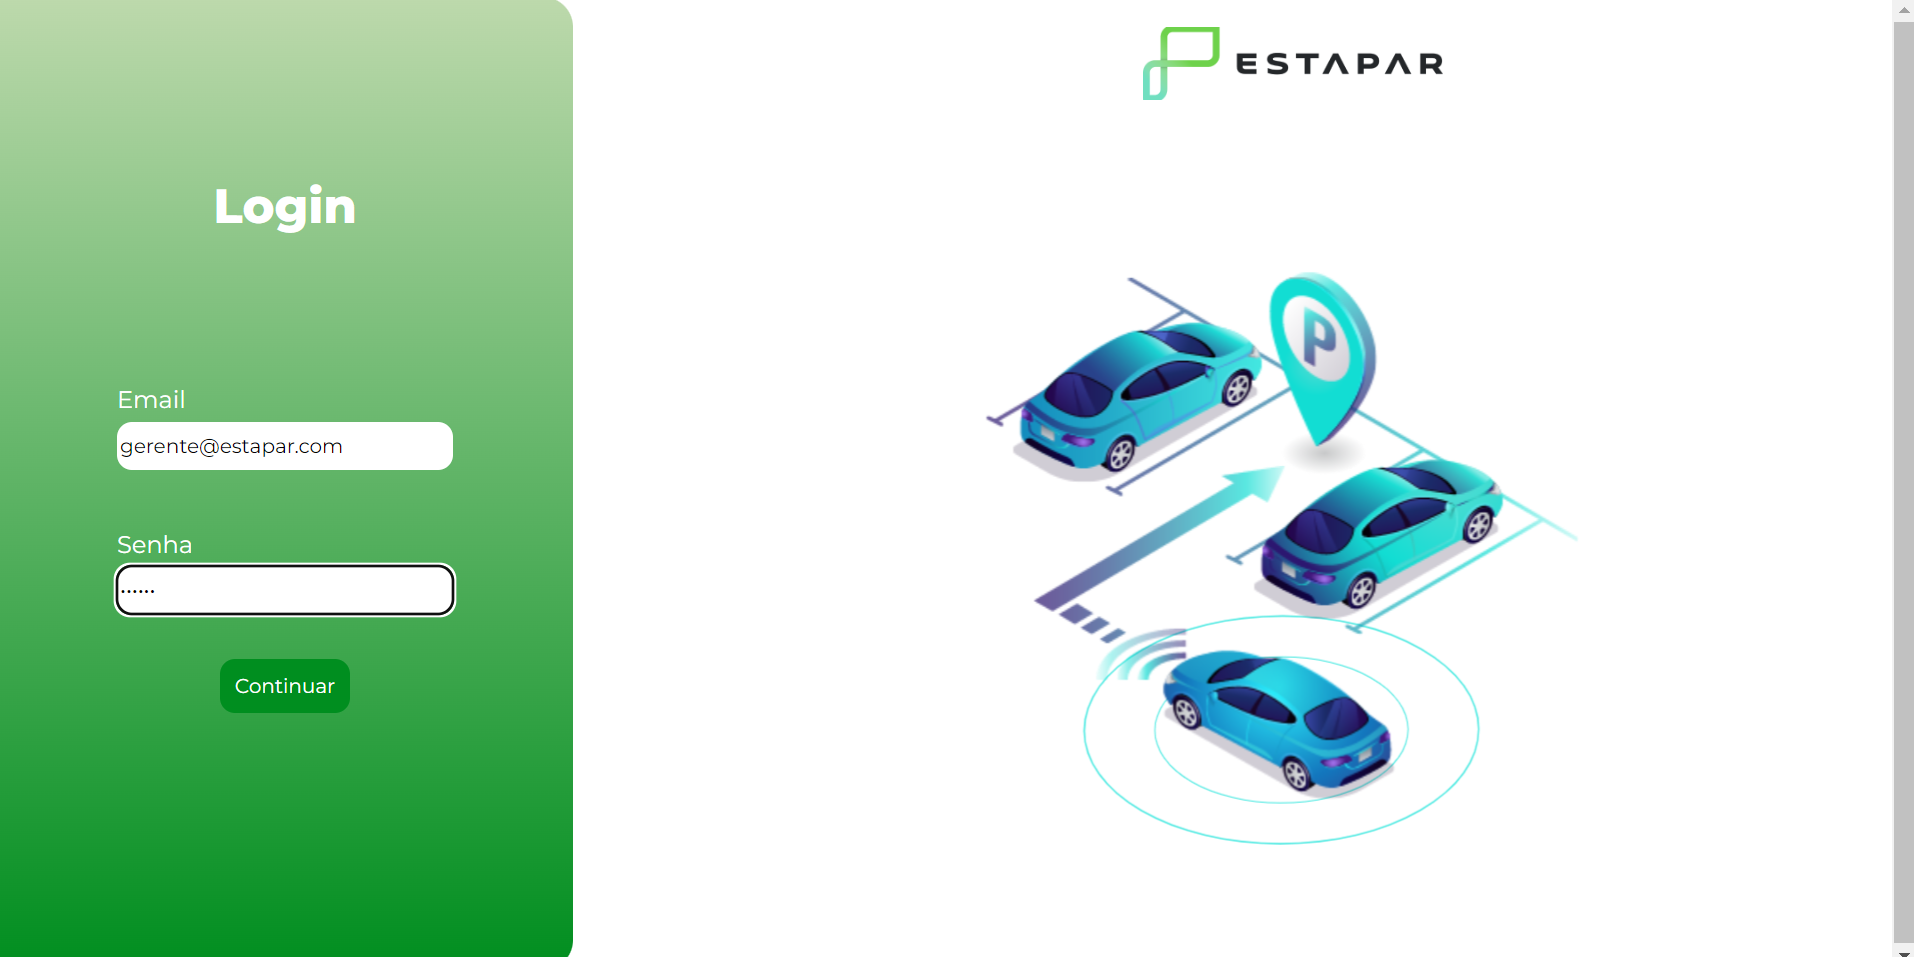 ESTAPAR
Login
Email
gerente@estapar.com
Senha
······
Continuar
P